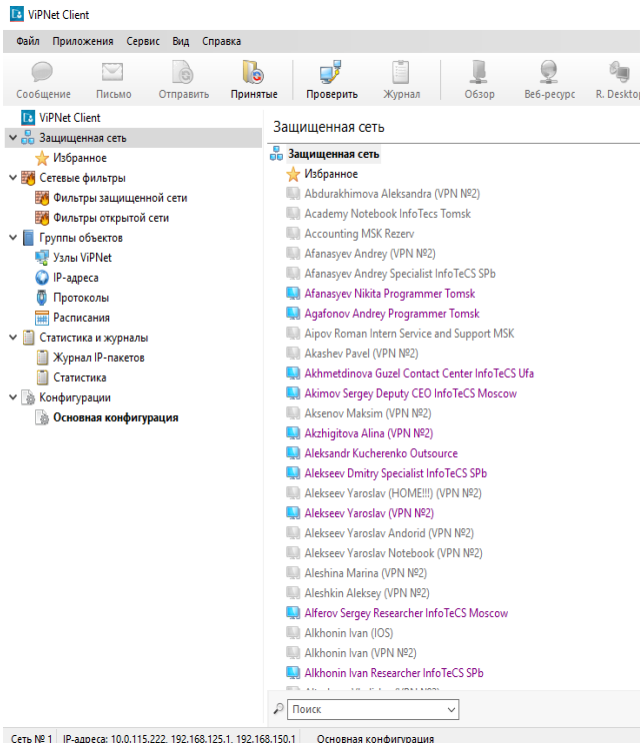 ViPNet Client
Файл Приложения Сервис Вид Справка
Сообщение Письмо Отправить Принятые Проверить Журнал Обзор Веб-ресурс R. Deskto
ViPNet Client
Защищенная сеть
Избранное
Сетевые фильтры
Фильтры защищенной сети
Фильтры открытой сети
Группы объектов
Узлы ViPNet
IP-адреса
Протоколы
Расписания
Статистика и журналы
Журнал IP-пакетов
Статистика
Конфигурации
Основная конфигурация
Защищенная сеть
Защищенная сеть
Избранное
Abdurakhimova Aleksandra (VPN №2)
Academy Notebook InfoTecs Tomsk
Accounting MSK Rezerv
Afanasyev Andrey (VPN №2)
Afanasyev Andrey Specialist InfoTeCS SPb
Afanasyev Nikita Programmer Tomsk
Agafonov Andrey Programmer Tomsk
Aipov Roman Intern Service and Support MSK
Akashev Pavel (VPN №2)
Akhmetdinova Guzel Contact Center InfoTeCS Ufa
Akimov Sergey Deputy CEO InfoTeCS Moscow
Aksenov Maksim (VPN №2)
Akzhigitova Alina (VPN №2)
Aleksandr Kucherenko Outsource
Alekseev Dmitry Specialist InfoTeCS SPb
Alekseev Yaroslav (HOME!!!) (VPN №2)
Alekseev Yaroslav (VPN №2)
Alekseev Yaroslav Andorid (VPN №2)
Alekseev Yaroslav Notebook (VPN №2)
Aleshina Marina (VPN №2)
Aleshkin Aleksey (VPN №2)
Alferov Sergey Researcher InfoTeCS Moscow
Alkhonin Ivan (IOS)
Alkhonin Ivan (VPN №2)
Alkhonin Ivan Researcher InfoTeCS SPb
Поиск
Сеть № 1 IP-адреса: 10.0.115.222, 192.168.125.1, 192.168.150.1 Основная конфигурация